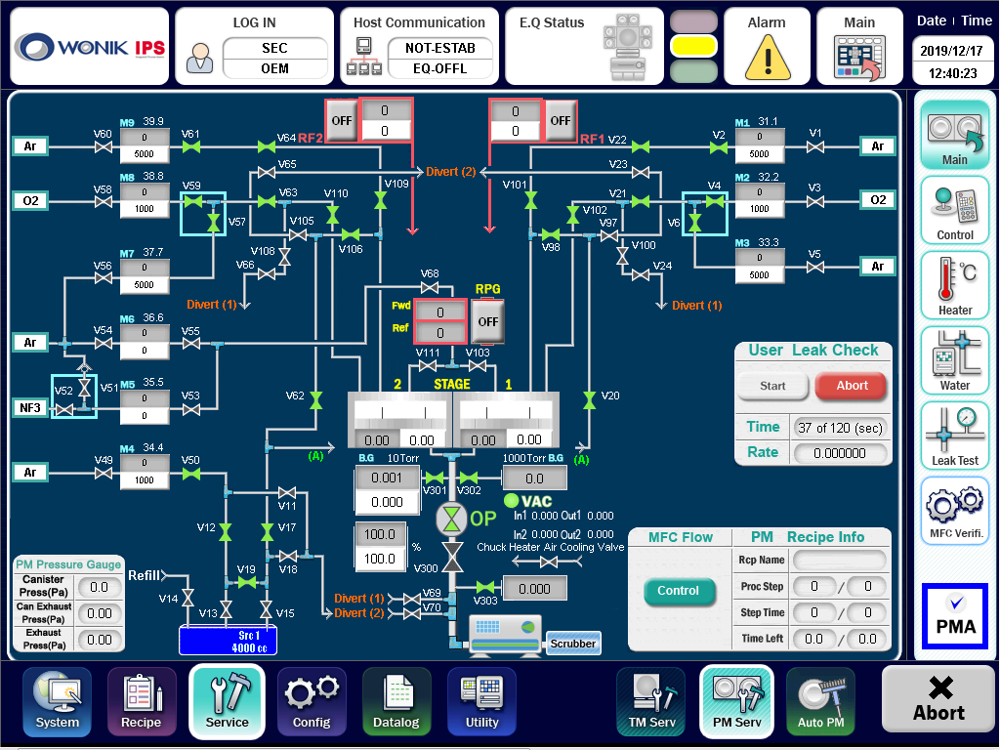 WONIK IPS
LOG IN
SEC
OEM
Host Communication
NOT-ESTAB
EQ-OFFL
E.Q Status
Alarm
Main
Date | Time
2019/12/17
12:40:23
M9 39.9
0
5000
Ar
V60
V61
V64
RF2
OFF
0
0
0
0
OFF
RF1
V22
V2
M1 31.1
0
5000
V1
Ar
V65
Divert (2)
V23
M8 38.8
0
1000
O2
V58
V59
V57
V63
V110
V109
V105
V106
V101
V102
V21
V97
V98
V4
V6
M2 32.2
0
1000
V3
O2
M7 37.7
0
5000
V56
V108
V66
Divert (1)
V100
V24
Divert (1)
M3 33.3
0
5000
V5
Ar
V68
RPG
Fwd
0
Ref
0
OFF
M6 36.6
0
0
Ar
V54
V55
V111
V103
M5 35.5
0
0
NF3
V52
V51
V53
2 STAGE 1
0.00 0.00 0.00 0.00
V62
V20
(A)
(A)
M4 34.4
0
1000
Ar
V49
V50
B.G 10Torr
0.001
0.000
V301
V302
1000Torr B.G
0.0
V11
V12
V17
V18
V19
100.0
100.0
%
OP
VAC
In1 0.000 Out1 0.000
In2 0.000 Out2 0.000
Chuck Heater Air Cooling Valve
V300
V303
0.000
Refill
V14
V13
V15
Divert (1)
Divert (2)
V69
V70
Src 1
4000 cc
Scrubber
PM Pressure Gauge
Canister
Press(Pa)
0.0
Can Exhaust
Press(Pa)
0.00
Exhaust
Press(Pa)
0.00
User Leak Check
Start
Abort
Time
37 of 120 (sec)
Rate
0.000000
MFC Flow
Control
PM Recipe Info
Rcp Name
Proc Step
0 / 0
Step Time
0 / 0
Time Left
0.0 / 0.0
Main
Control
°C
Heater
Water
Leak Test
MFC Verifi.
PMA
System
Recipe
Service
Config
Datalog
Utility
TM Serv
PM Serv
Auto PM
Abort